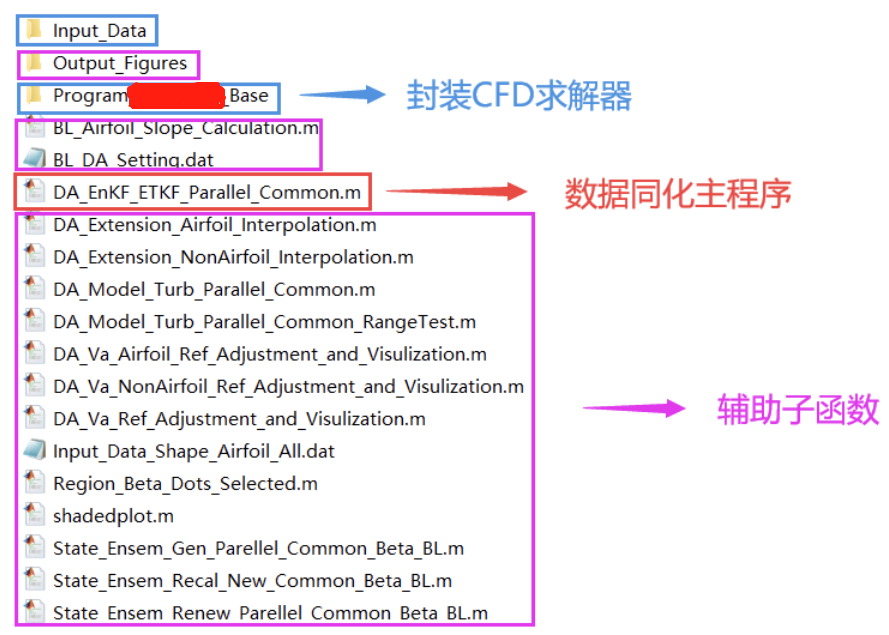 Input_Data
Output_Figures
Program
_Base
封装CFD求解器
BL_Airfoil_Slope_Calculation.m
BL_DA_Setting.dat
DA_EnKF_ETKF_Parallel_Common.m
数据同化主程序
DA_Extension_Airfoil_Interpolation.m
DA_Extension_NonAirfoil_Interpolation.m
DA_Model_Turb_Parallel_Common.m
DA_Model_Turb_Parallel_Common_RangeTest.m
DA_Va_Airfoil_Ref_Adjustment_and_Visulization.m
DA_Va_NonAirfoil_Ref_Adjustment_and_Visulization.m
辅助子函数
DA_Va_Ref_Adjustment_and_Visulization.m
Input_Data_Shape_Airfoil_All.dat
Region_Beta_Dots_Selected.m
shadedplot.m
State_Ensem_Gen_Parellel_Common_Beta_BL.m
State_Ensem_Recal_New_Common_Beta_BL.m
State_Ensem_Renew_Parellel_Common_Beta_BL.m